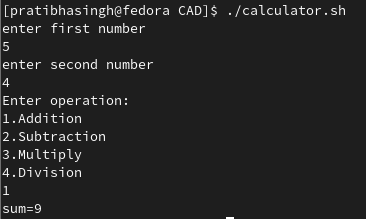 [pratibhasingh@fedora CAD]$ ./calculator.sh
enter first number
5
enter second number
4
Enter operation:
1.Addition
2.Subtraction
3.Multiply
4.Division
1
sum=9